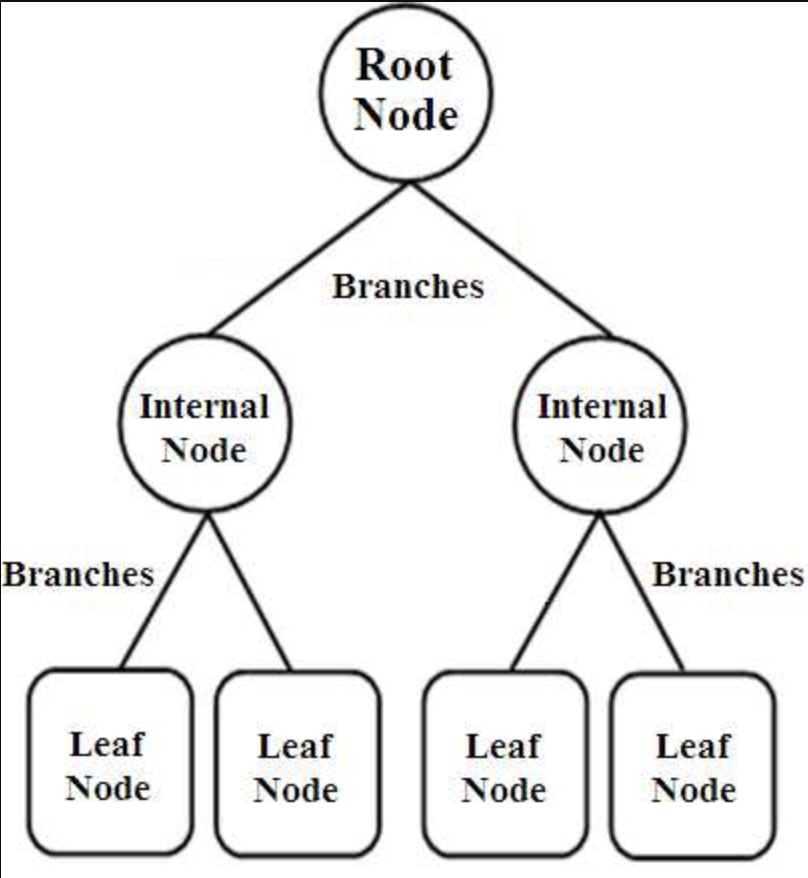 Root
Node
Branches
Internal
Node
Internal
Node
Branches
Branches
Leaf
Node
Leaf
Node
Leaf
Node
Leaf
Node